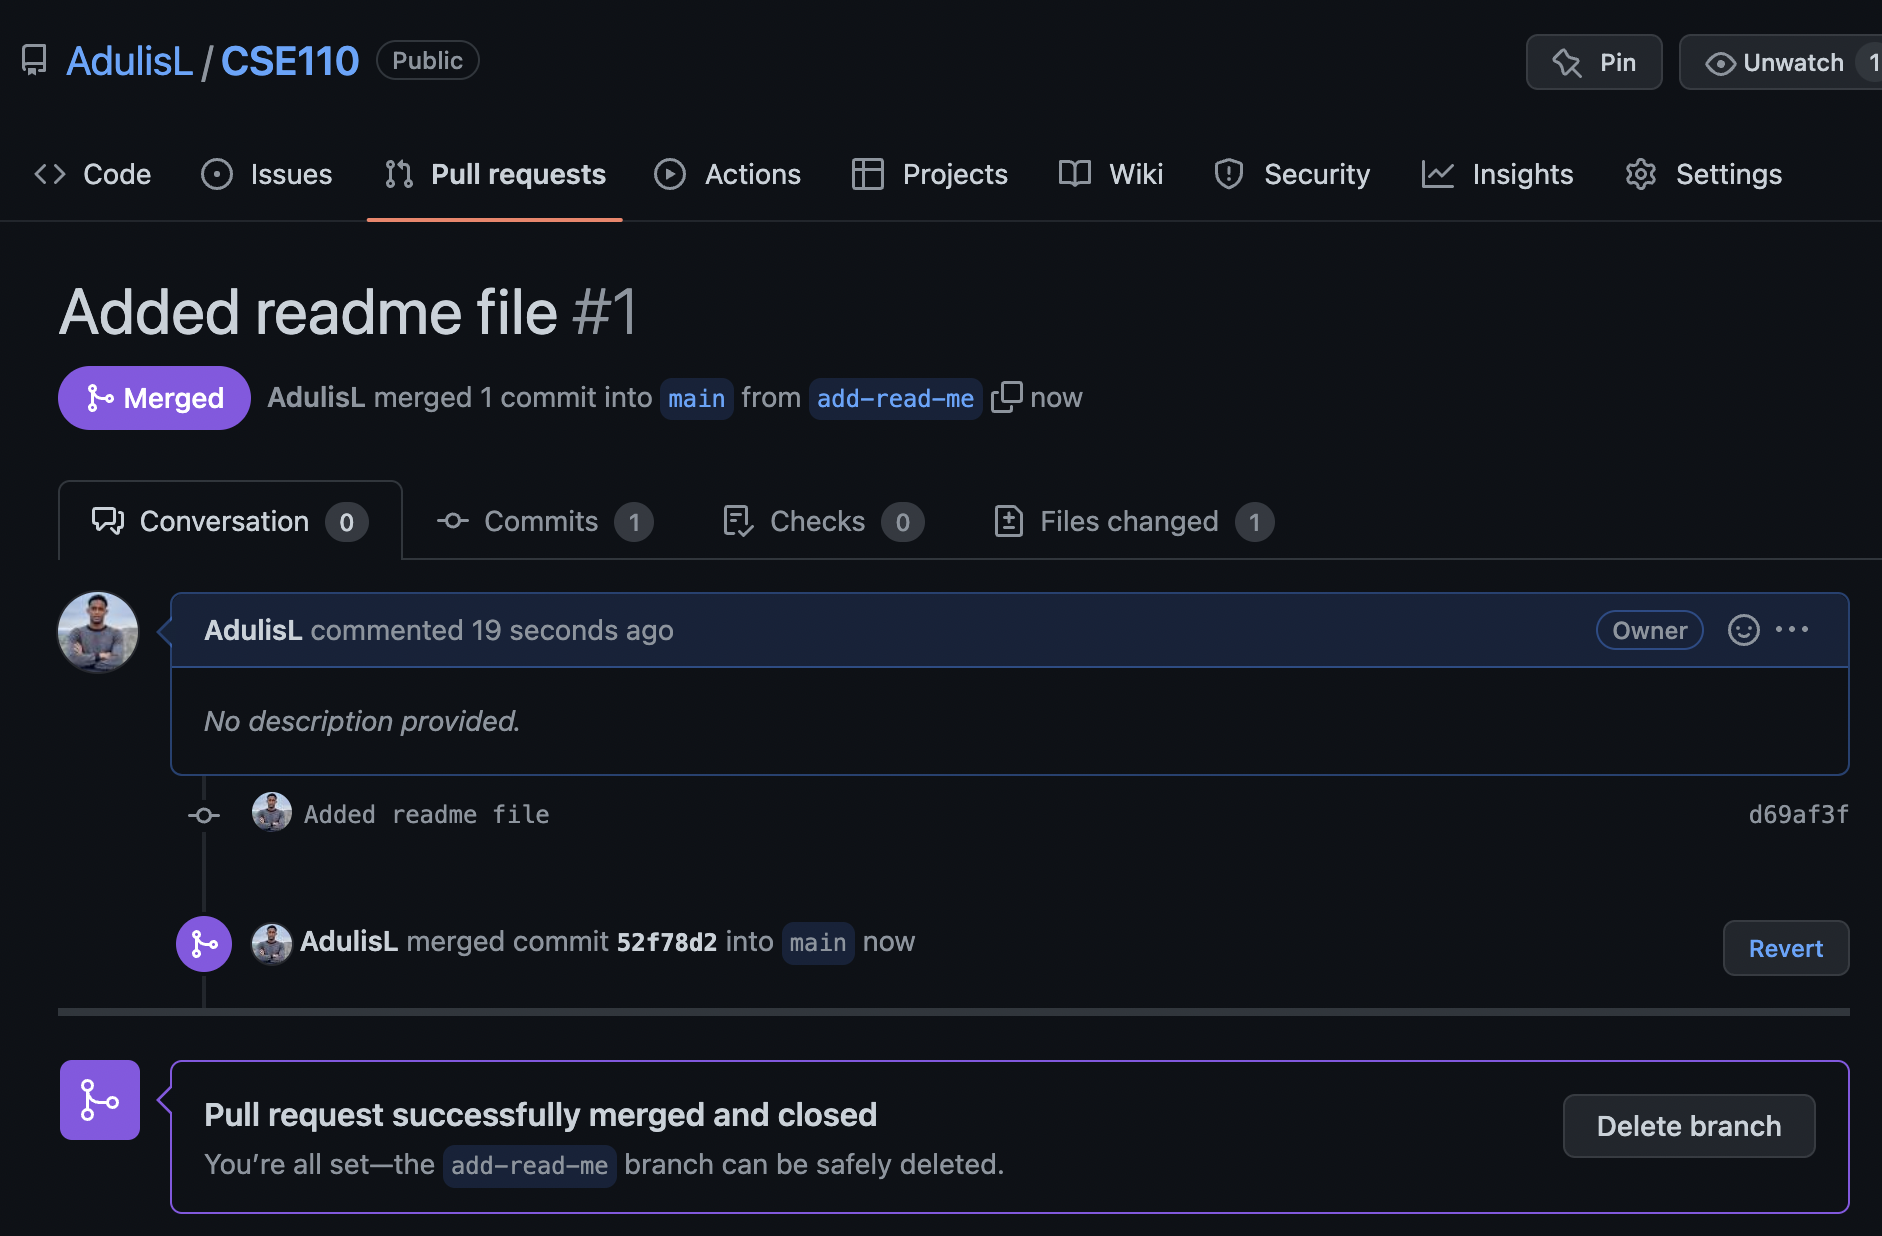 AdulisL / CSE110 Public Pin Unwatch 1
Code Issues Pull requests Actions Projects Wiki Security Insights Settings
Added readme file #1
Merged AdulisL merged 1 commit into main from add-read-me now
Conversation 0 Commits 1 Checks 0 Files changed 1
AdulisL commented 19 seconds ago Owner
No description provided.
Added readme file d69af3f
AdulisL merged commit 52f78d2 into main now Revert
Pull request successfully merged and closed
You’re all set—the add-read-me branch can be safely deleted.
Delete branch